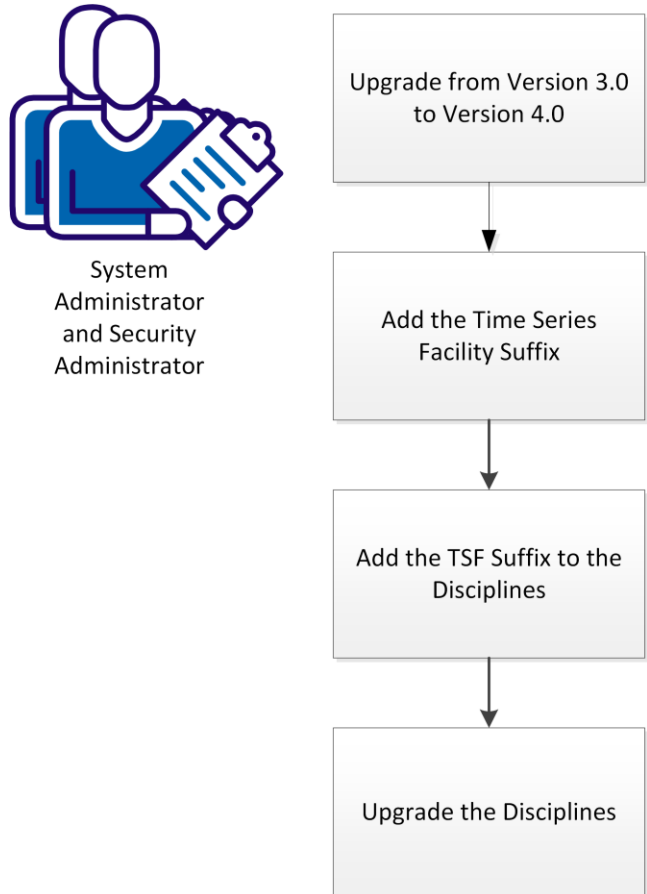 System
Administrator
and Security
Administrator
Upgrade from Version 3.0
to Version 4.0
Add the Time Series
Facility Suffix
Add the TSF Suffix to the
Disciplines
Upgrade the Disciplines